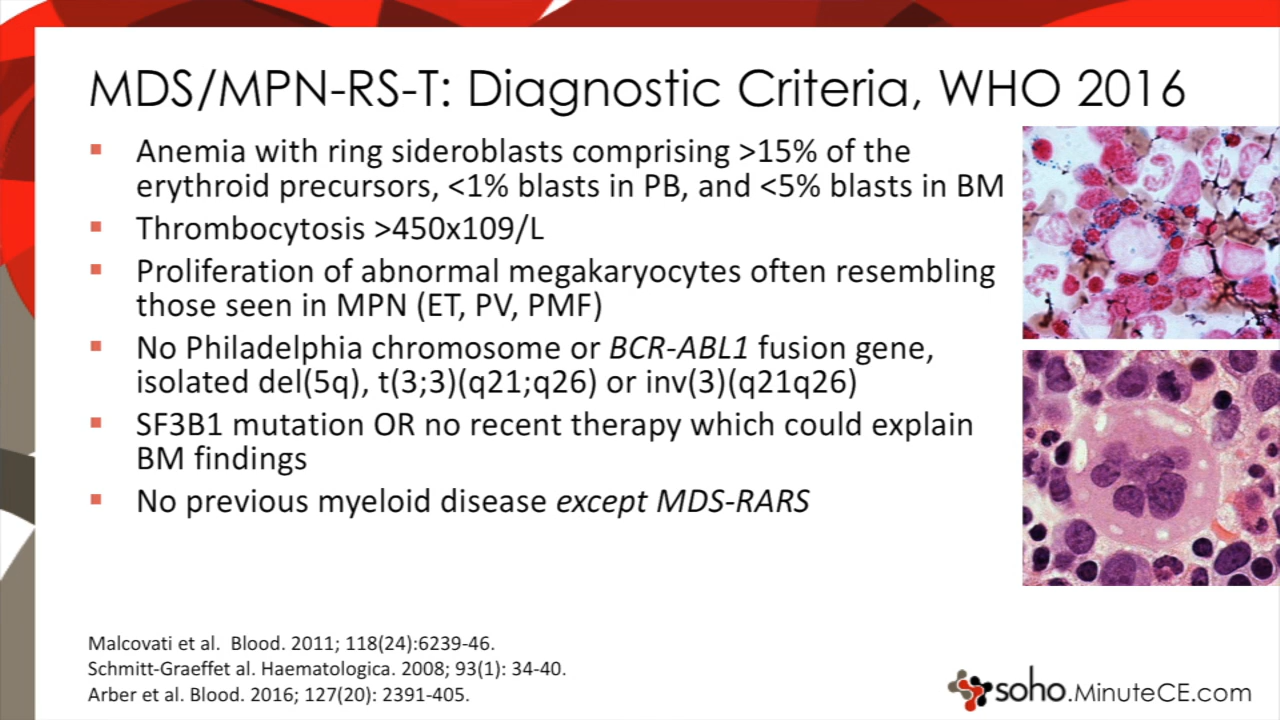 MDS/MPN-RS-T: Diagnostic Criteria, WHO 2016
Anemia with ring sideroblasts comprising >15% of the
erythroid precursors, <1% blasts in PB, and <5% blasts in BM
Thrombocytosis >450x109/L
Proliferation of abnormal megakaryocytes often resembling
those seen in MPN (ET, PV, PMF)
No Philadelphia chromosome or BCR-ABL1 fusion gene,
isolated del(5q), t(3;3)(q21;q26) or inv(3)(q21q26)
SF3B1 mutation OR no recent therapy which could explain
BM findings
No previous myeloid disease except MDS-RARS
Malcovati et al. Blood. 2011; 118(24):6239-46.
Schmitt-Graeffet al. Haematologica. 2008; 93(1): 34-40.
Arber et al. Blood. 2016; 127(20): 2391-405.
soho.MinuteCE.com